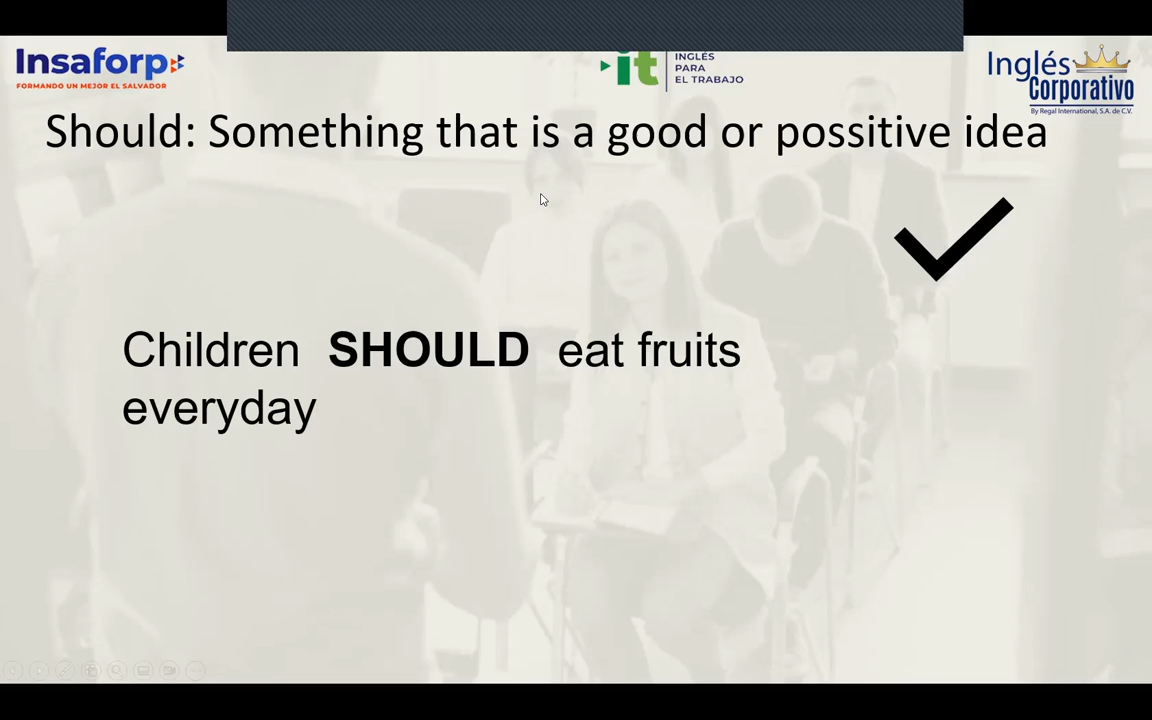 Insaforp
FORMANDO UN MEJOR EL SALVADOR
it
INGLÉS
PARA
EL TRABAJO
Inglés
Corporativo
By Regal International, S.A. de C.V.
Should: Something that is a good or possitive idea
Children SHOULD eat fruits
everyday